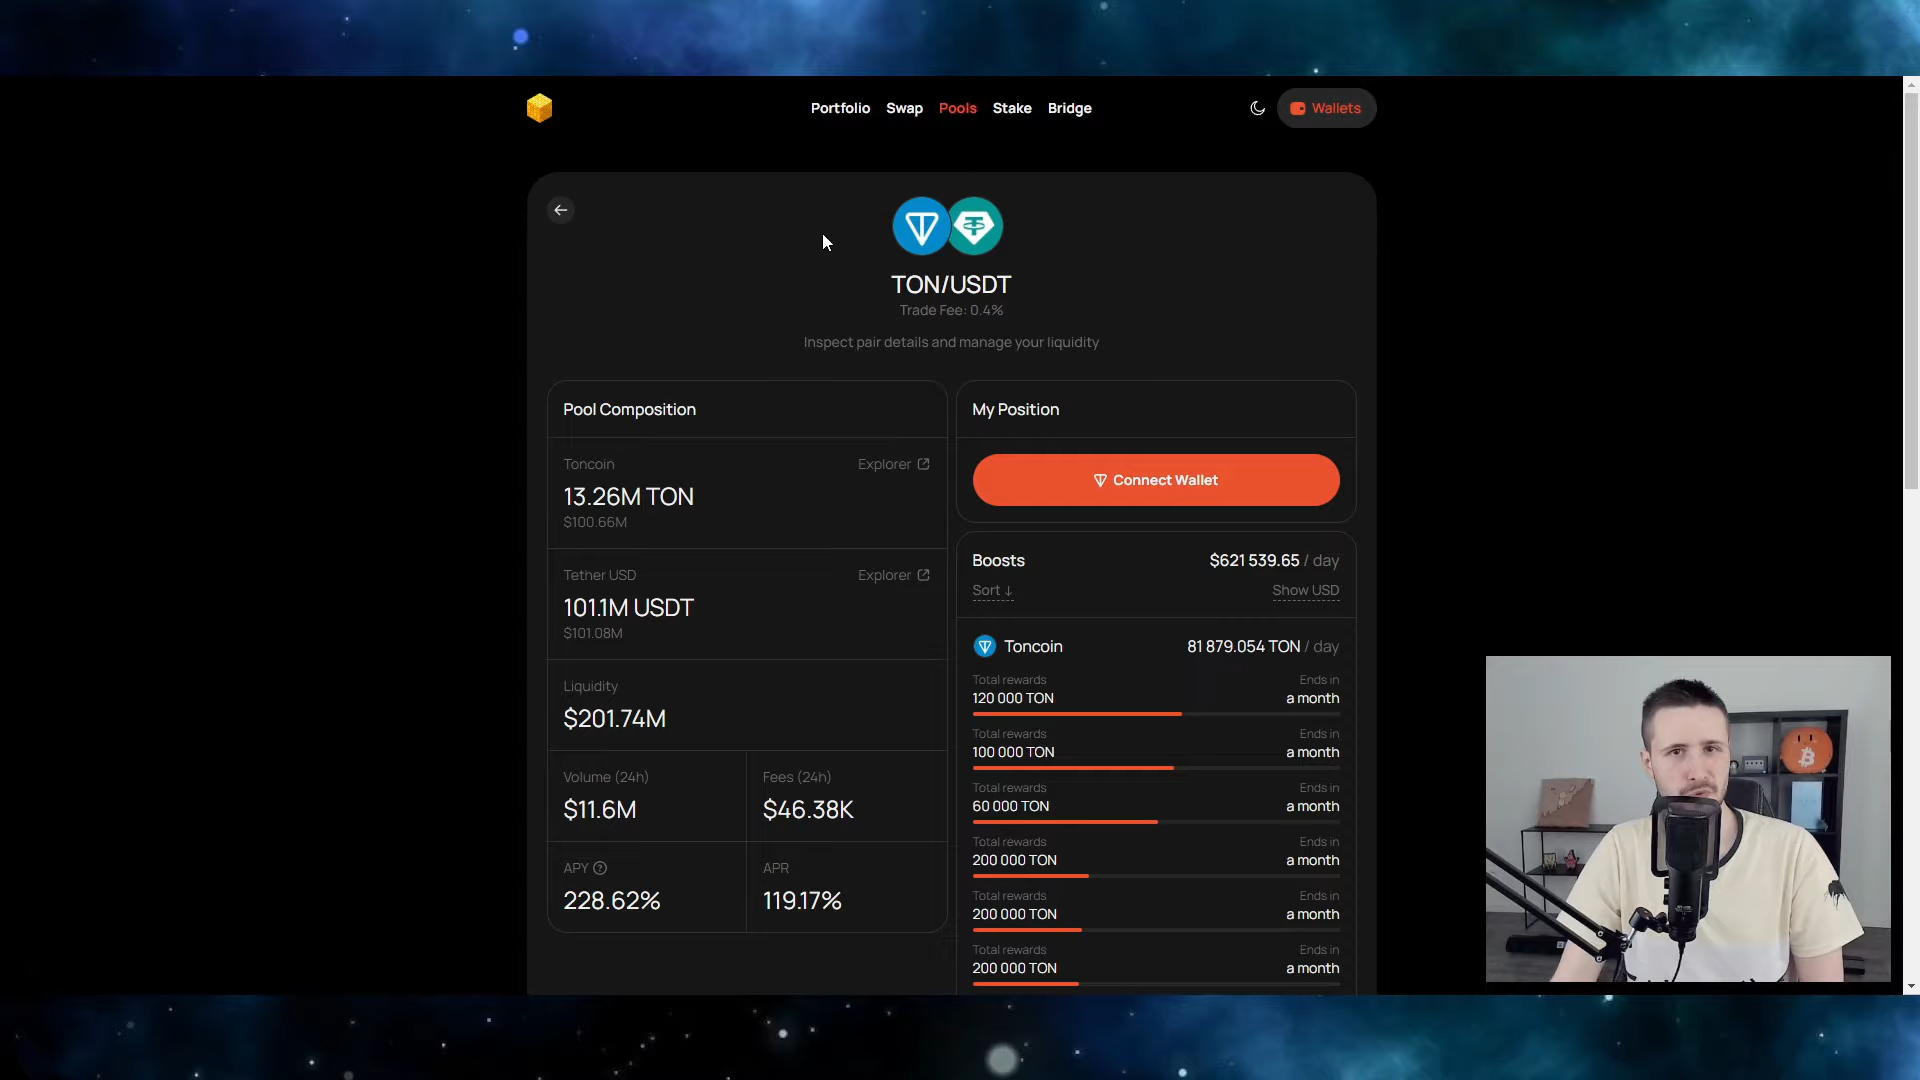 Portfolio Swap Pools Stake Bridge
Wallets
TON/USDT
Trade Fee: 0.4%
Inspect pair details and manage your liquidity
Pool Composition
Toncoin Explorer
13.26M TON
$100.66M
Tether USD Explorer
101.1M USDT
$101.08M
Liquidity
$201.74M
Volume (24h) Fees (24h)
$11.6M $46.38K
APY APR
228.62% 119.17%
My Position
Connect Wallet
Boosts $621 539.65 / day
Sort ↓ Show USD
Toncoin 81 879.054 TON / day
Total rewards Ends in
120 000 TON a month
Total rewards Ends in
100 000 TON a month
Total rewards Ends in
60 000 TON a month
Total rewards Ends in
200 000 TON a month
Total rewards Ends in
200 000 TON a month
Total rewards Ends in
200 000 TON a month